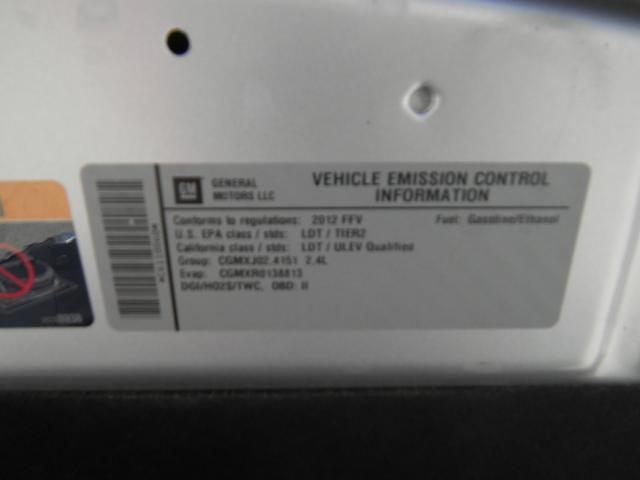 GM
GENERAL
MOTORS LLC
VEHICLE EMISSION CONTROL
INFORMATION
Conforms to regulations: 2012 FFV
Fuel: Gasoline/Ethanol
U.S. EPA class / stds: LDT / TIER2
California class / stds: LDT / ULEV Qualified
Group: CGMXJ02.4151 2.4L
Evap: CGMXR0138813
DGI/HO2S/TWC, OBD: II